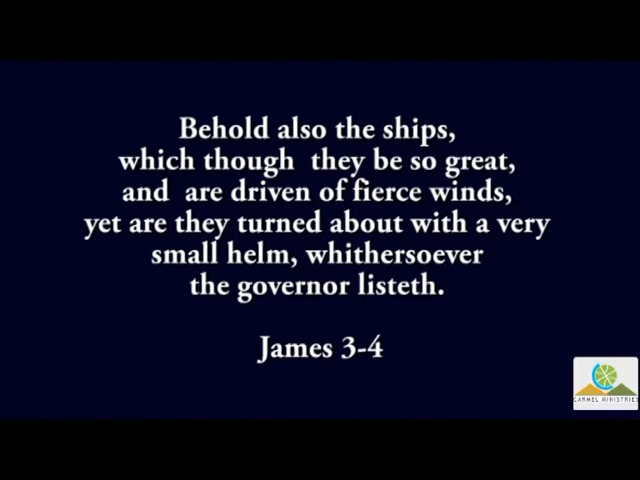 Behold also the ships,
which though they be so great,
and are driven of fierce winds,
yet are they turned about with a very
small helm, whithersoever
the governor listeth.
James 3-4
CARMEL MINISTRIES